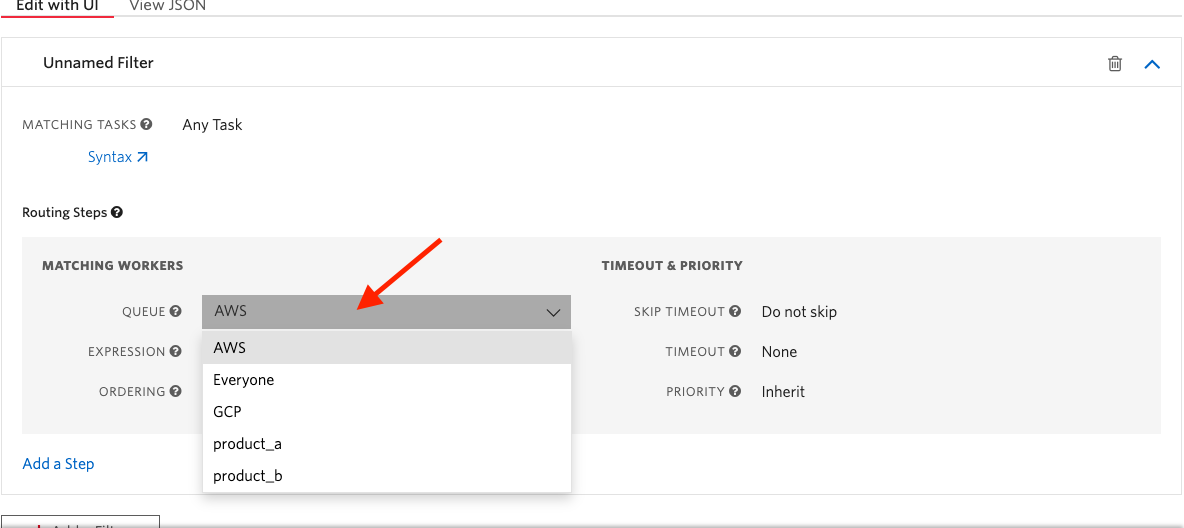 Edit with UI View JSON
Unnamed Filter
MATCHING TASKS Any Task
Syntax
Routing Steps
MATCHING WORKERS TIMEOUT & PRIORITY
QUEUE AWS SKIP TIMEOUT Do not skip
AWS
EXPRESSION TIMEOUT None
Everyone
ORDERING PRIORITY Inherit
GCP
product_a
Add a Step
product_b